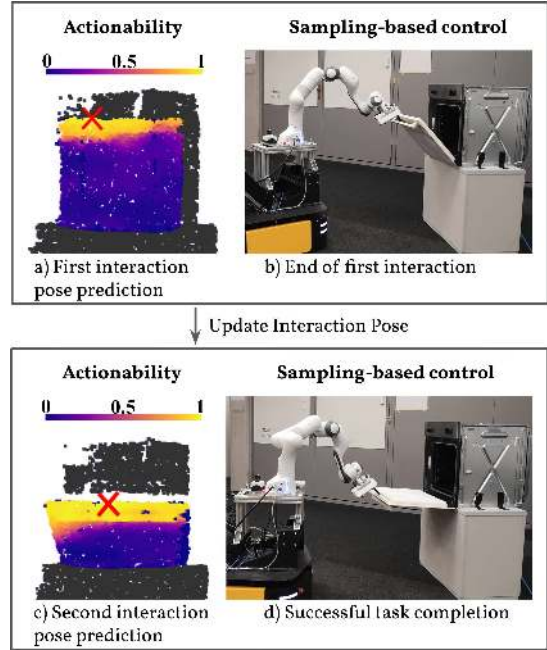 Actionability
Sampling-based control
0 0.5 1
a) First interaction
pose prediction
b) End of first interaction
Update Interaction Pose
Actionability
Sampling-based control
0 0.5 1
c) Second interaction
pose prediction
d) Successful task completion